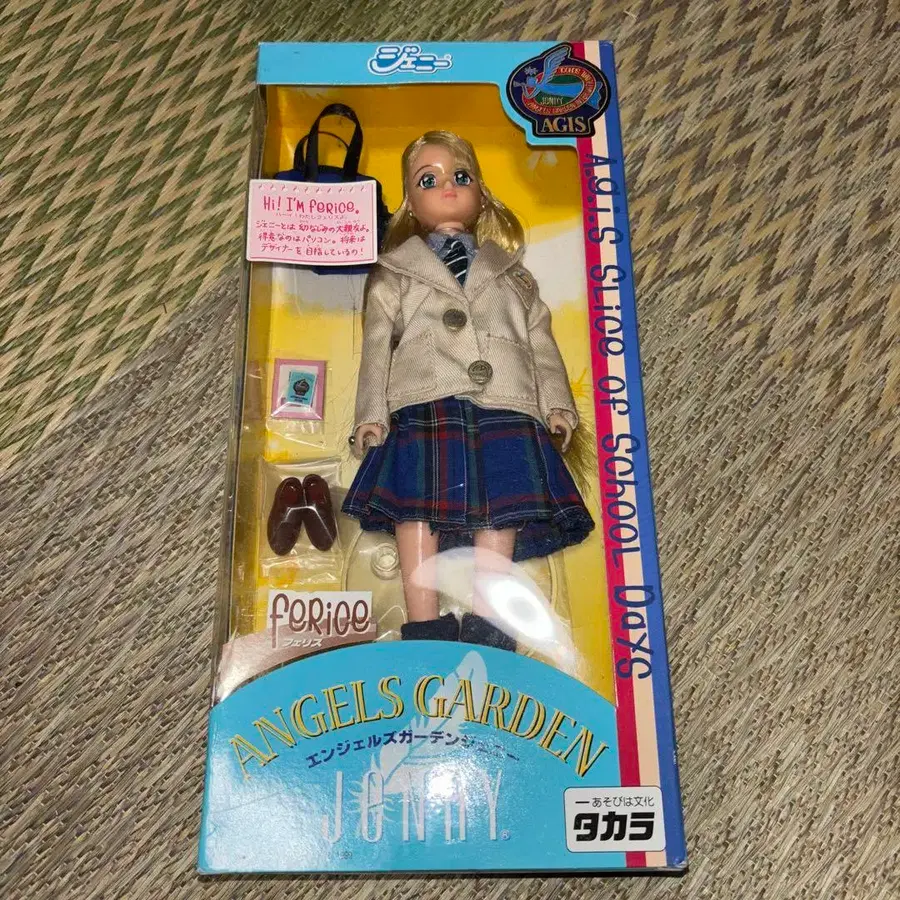 ジェニー
JENNY
AGIS
Hi! I'm feRice.
ジェニーとは幼なじみの大親友よ。
得意なのはパソコン。将来は
デザイナーを目指しているの!
A.g.i.S SLice of SchooL DaYS
feRice
フェリス
ANGELS GARDEN
エンジェルズガーデンジェニー
JENNY®
ーあそびは文化
タカラ